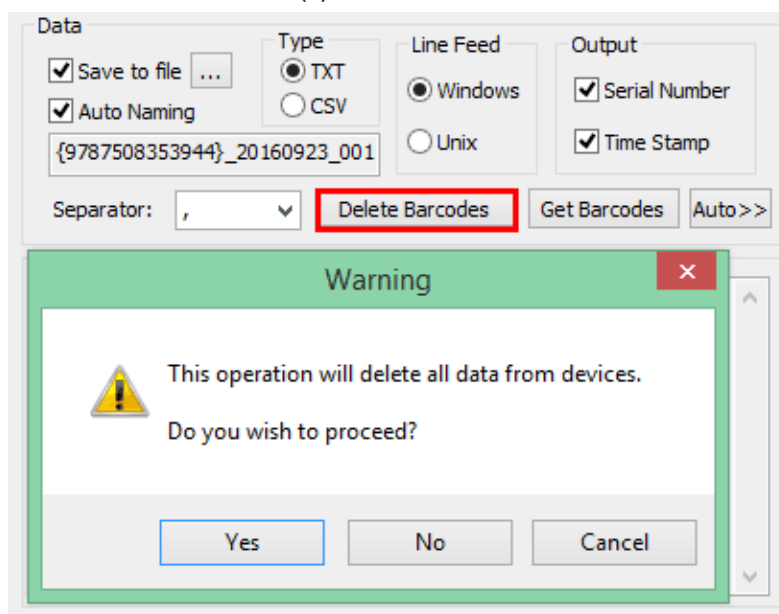 Data
Type
Line Feed
Output
Save to file ...
TXT
Windows
Serial Number
Auto Naming
CSV
{9787508353944}_20160923_001
Unix
Time Stamp
Separator: , Delete Barcodes Get Barcodes Auto>>
Warning
This operation will delete all data from devices.
Do you wish to proceed?
Yes No Cancel